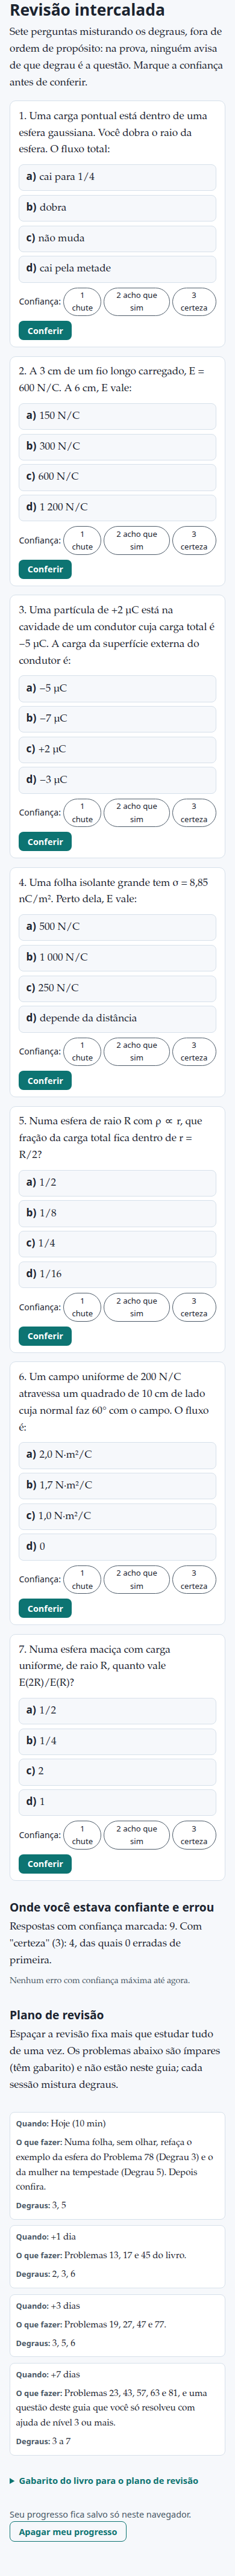 Revisão intercalada
Sete perguntas misturando os degraus, fora de
ordem de propósito: na prova, ninguém avisa
de que degrau é a questão. Marque a confiança
antes de conferir.
1. Uma carga pontual está dentro de uma
esfera gaussiana. Você dobra o raio da
esfera. O fluxo total:
a) cai para 1/4
b) dobra
c) não muda
d) cai pela metade
Confiança: 1 chute 2 acho que sim 3 certeza
Conferir
2. A 3 cm de um fio longo carregado, E =
600 N/C. A 6 cm, E vale:
a) 150 N/C
b) 300 N/C
c) 600 N/C
d) 1 200 N/C
Confiança: 1 chute 2 acho que sim 3 certeza
Conferir
3. Uma partícula de +2 μC está na
cavidade de um condutor cuja carga total é
−5 μC. A carga da superfície externa do
condutor é:
a) −5 μC
b) −7 μC
c) +2 μC
d) −3 μC
Confiança: 1 chute 2 acho que sim 3 certeza
Conferir
4. Uma folha isolante grande tem σ = 8,85
nC/m². Perto dela, E vale:
a) 500 N/C
b) 1 000 N/C
c) 250 N/C
d) depende da distância
Confiança: 1 chute 2 acho que sim 3 certeza
Conferir
5. Numa esfera de raio R com ρ ∝ r, que
fração da carga total fica dentro de r =
R/2?
a) 1/2
b) 1/8
c) 1/4
d) 1/16
Confiança: 1 chute 2 acho que sim 3 certeza
Conferir
6. Um campo uniforme de 200 N/C
atravessa um quadrado de 10 cm de lado
cuja normal faz 60° com o campo. O fluxo
é:
a) 2,0 N·m²/C
b) 1,7 N·m²/C
c) 1,0 N·m²/C
d) 0
Confiança: 1 chute 2 acho que sim 3 certeza
Conferir
7. Numa esfera maciça com carga
uniforme, de raio R, quanto vale
E(2R)/E(R)?
a) 1/2
b) 1/4
c) 2
d) 1
Confiança: 1 chute 2 acho que sim 3 certeza
Conferir
Onde você estava confiante e errou
Respostas com confiança marcada: 9. Com
"certeza" (3): 4, das quais 0 erradas de
primeira.
Nenhum erro com confiança máxima até agora.
Plano de revisão
Espaçar a revisão fixa mais que estudar tudo
de uma vez. Os problemas abaixo são ímpares
(têm gabarito) e não estão neste guia; cada
sessão mistura degraus.
Quando: Hoje (10 min)
O que fazer: Numa folha, sem olhar, refaça o
exemplo da esfera do Problema 78 (Degrau 3) e o
da mulher na tempestade (Degrau 5). Depois
confira.
Degraus: 3, 5
Quando: +1 dia
O que fazer: Problemas 13, 17 e 45 do livro.
Degraus: 2, 3, 6
Quando: +3 dias
O que fazer: Problemas 19, 27, 47 e 77.
Degraus: 3, 5, 6
Quando: +7 dias
O que fazer: Problemas 23, 43, 57, 63 e 81, e uma
questão deste guia que você só resolveu com
ajuda de nível 3 ou mais.
Degraus: 3 a 7
▶ Gabarito do livro para o plano de revisão
Seu progresso fica salvo só neste navegador.
Apagar meu progresso